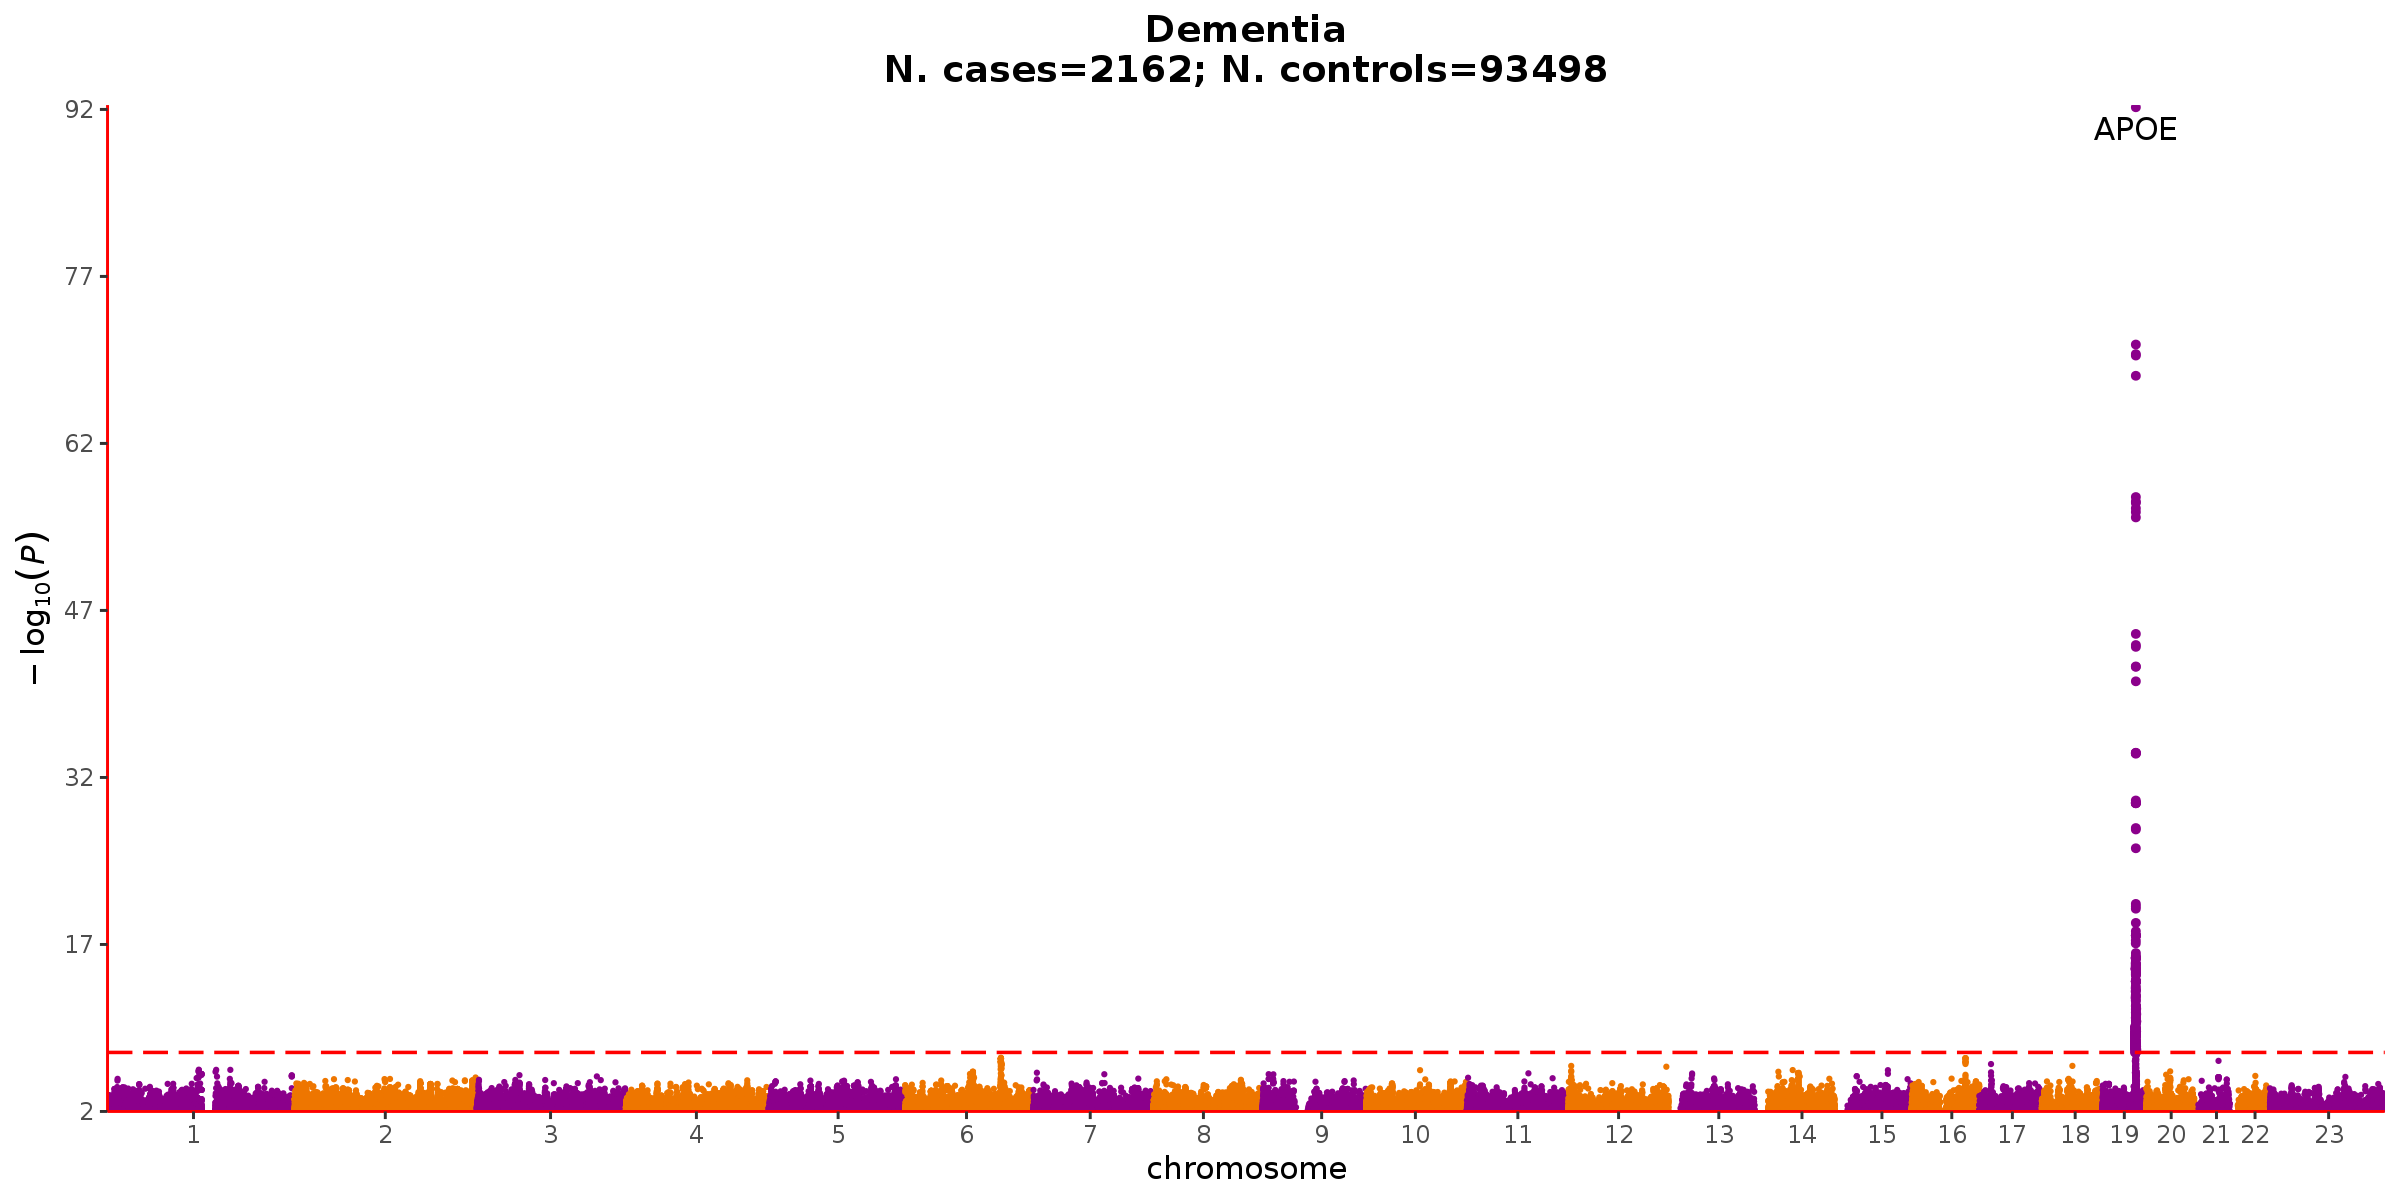 Dementia
N. cases=2162; N. controls=93498
92
APOE
77
62
47
32
17
2
−log10(P)
1 2 3 4 5 6 7 8 9 10 11 12 13 14 15 16 17 18 19 20 21 22 23
chromosome